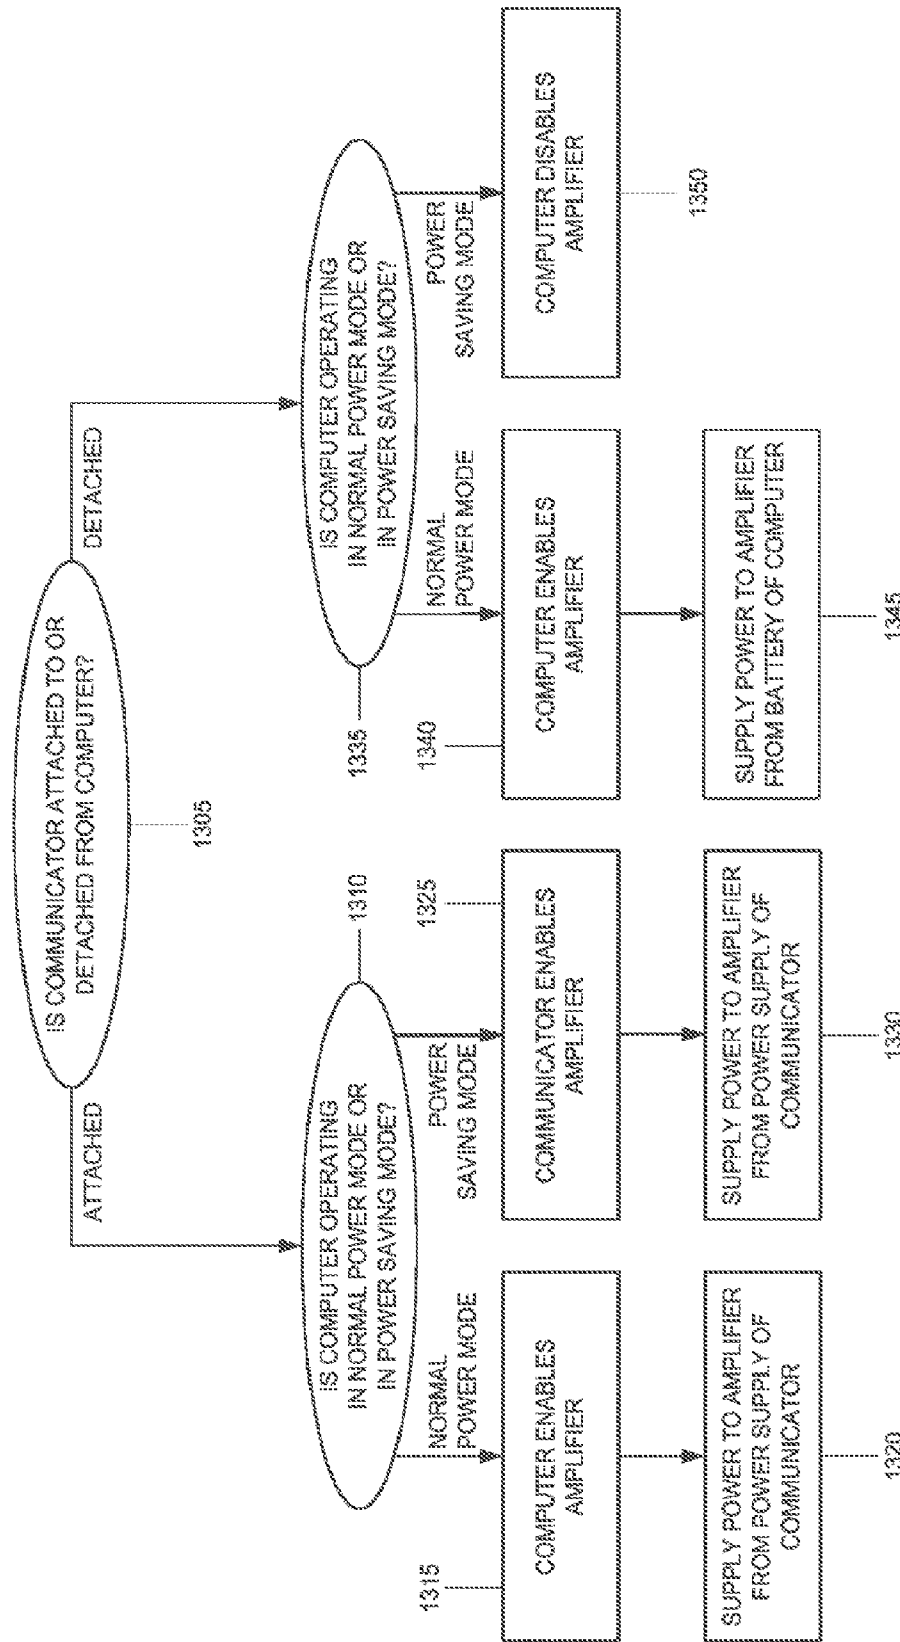 IS COMMUNICATOR ATTACHED TO OR
DETACHED FROM COMPUTER?
1305
ATTACHED
DETACHED
IS COMPUTER OPERATING
IN NORMAL POWER MODE OR
IN POWER SAVING MODE?
1310
IS COMPUTER OPERATING
IN NORMAL POWER MODE OR
IN POWER SAVING MODE?
1335
NORMAL
POWER MODE
POWER
SAVING MODE
NORMAL
POWER MODE
POWER
SAVING MODE
1315
COMPUTER ENABLES
AMPLIFIER
1325
COMMUNICATOR ENABLES
AMPLIFIER
1340
COMPUTER ENABLES
AMPLIFIER
COMPUTER DISABLES
AMPLIFIER
1350
SUPPLY POWER TO AMPLIFIER
FROM POWER SUPPLY OF
COMMUNICATOR
1320
SUPPLY POWER TO AMPLIFIER
FROM POWER SUPPLY OF
COMMUNICATOR
1330
SUPPLY POWER TO AMPLIFIER
FROM BATTERY OF COMPUTER
1345